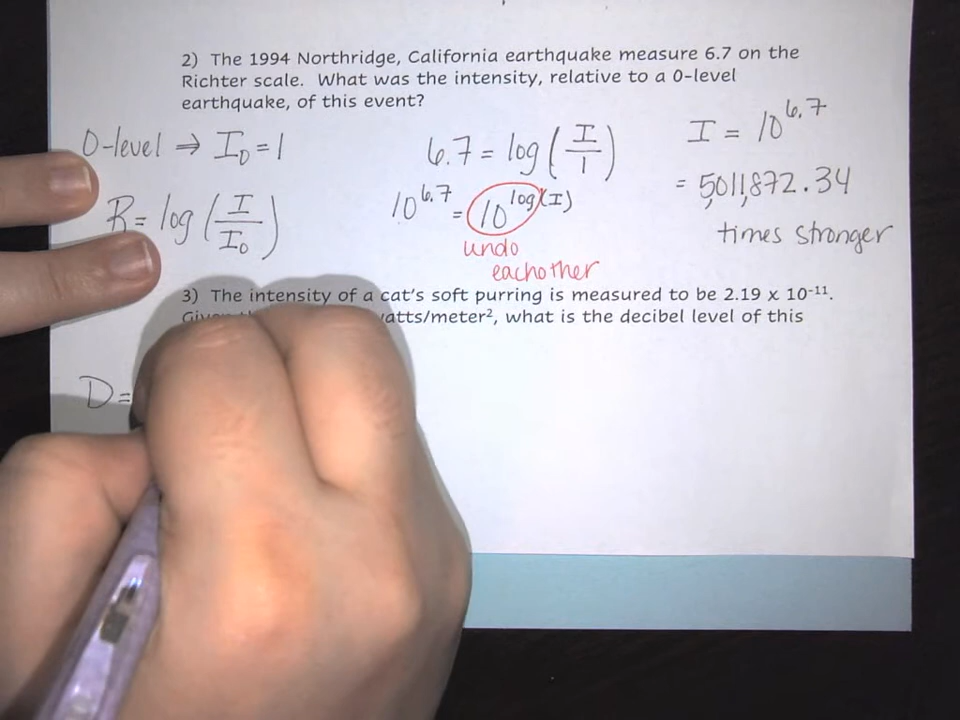 2) The 1994 Northridge, California earthquake measure 6.7 on the
Richter scale. What was the intensity, relative to a 0-level
earthquake, of this event?
0-level ⇒ I₀ = 1
R = log (I/I₀)
6.7 = log (I/1)
10^6.7 = 10^log(I)
undo
eachother
I = 10^6.7
= 5,011,872.34
times stronger
3) The intensity of a cat's soft purring is measured to be 2.19 x 10⁻¹¹.
watts/meter², what is the decibel level of this
D =